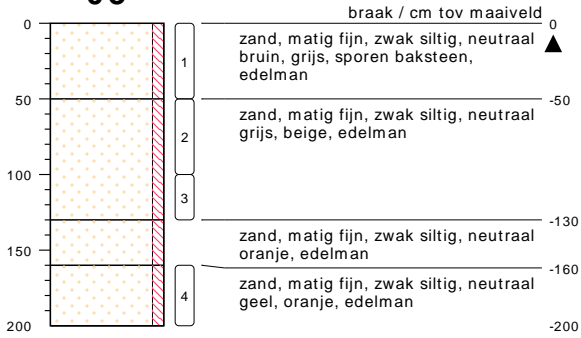 braak / cm tov maaiveld
0
0
zand, matig fijn, zwak siltig, neutraal
bruin, grijs, sporen baksteen,
edelman
1
50
-50
zand, matig fijn, zwak siltig, neutraal
grijs, beige, edelman
2
100
3
-130
zand, matig fijn, zwak siltig, neutraal
oranje, edelman
150
-160
zand, matig fijn, zwak siltig, neutraal
geel, oranje, edelman
4
200
-200